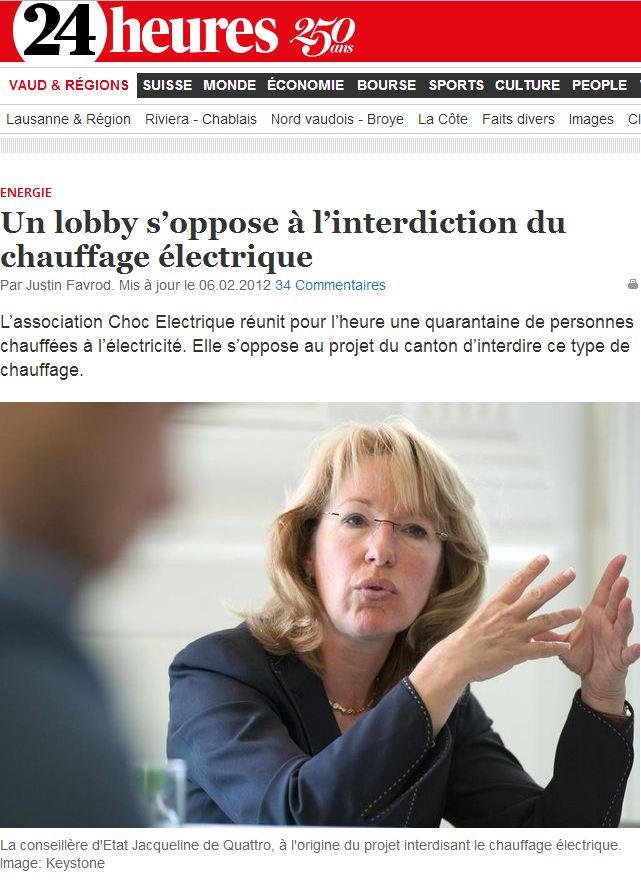 24 heures 250 ans
VAUD & RÉGIONS SUISSE MONDE ÉCONOMIE BOURSE SPORTS CULTURE PEOPLE
Lausanne & Région Riviera - Chablais Nord vaudois - Broye La Côte Faits divers Images
ENERGIE
Un lobby s’oppose à l’interdiction du
chauffage électrique
Par Justin Favrod. Mis à jour le 06.02.2012 34 Commentaires
L’association Choc Electrique réunit pour l’heure une quarantaine de personnes
chauffées à l’électricité. Elle s’oppose au projet du canton d’interdire ce type de
chauffage.
La conseillère d'Etat Jacqueline de Quattro, à l'origine du projet interdisant le chauffage électrique.
Image: Keystone